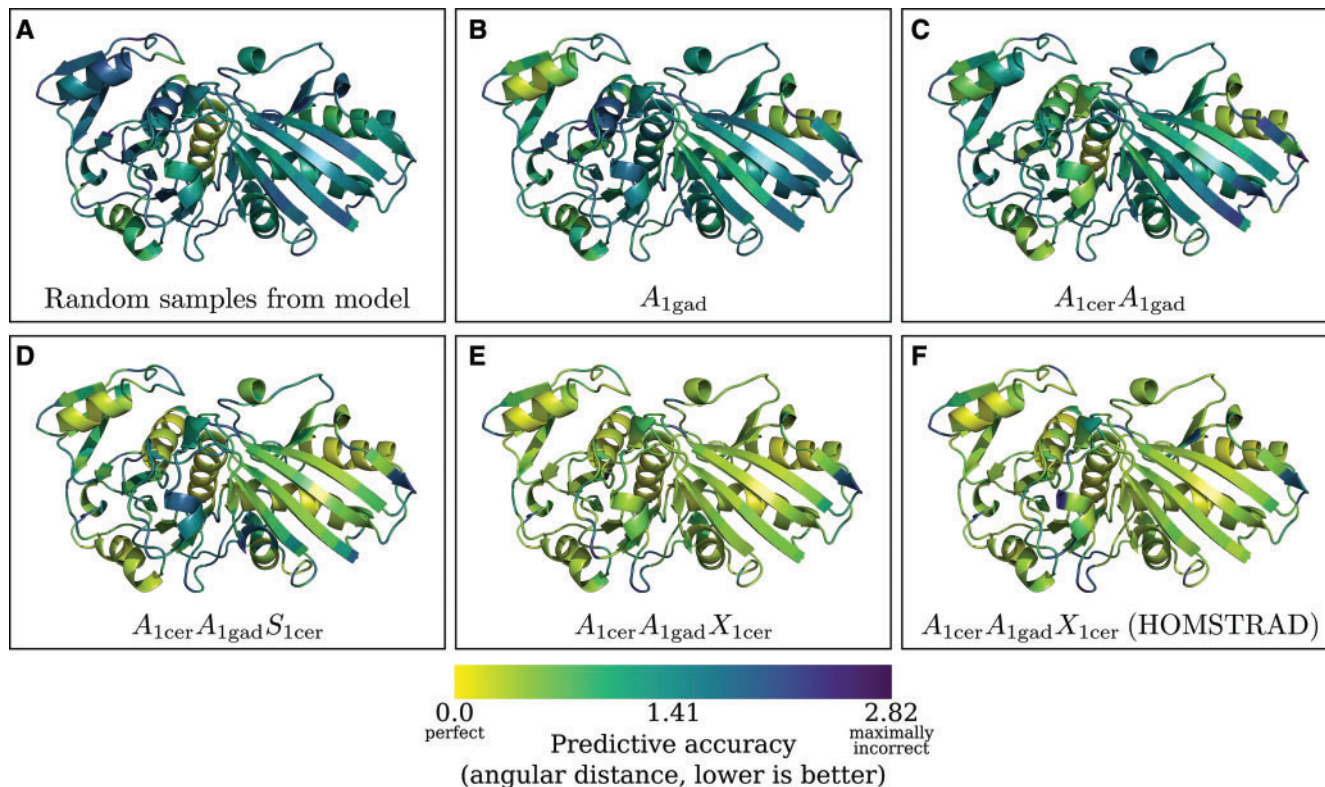 A
Random samples from model
B
A1gad
C
A1cerA1gad
D
A1cerA1gadS1cer
E
A1cerA1gadX1cer
F
A1cerA1gadX1cer (HOMSTRAD)
0.0 1.41 2.82
perfect maximally incorrect
Predictive accuracy
(angular distance, lower is better)